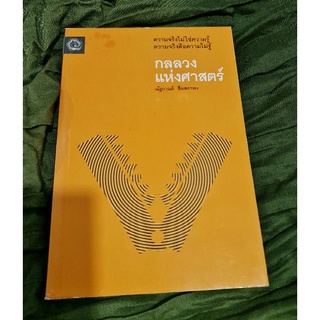 ความจริงไม่ใช่ความรู้
ความจริงคือความไม่รู้
กลลวง
แห่งศาสตร์